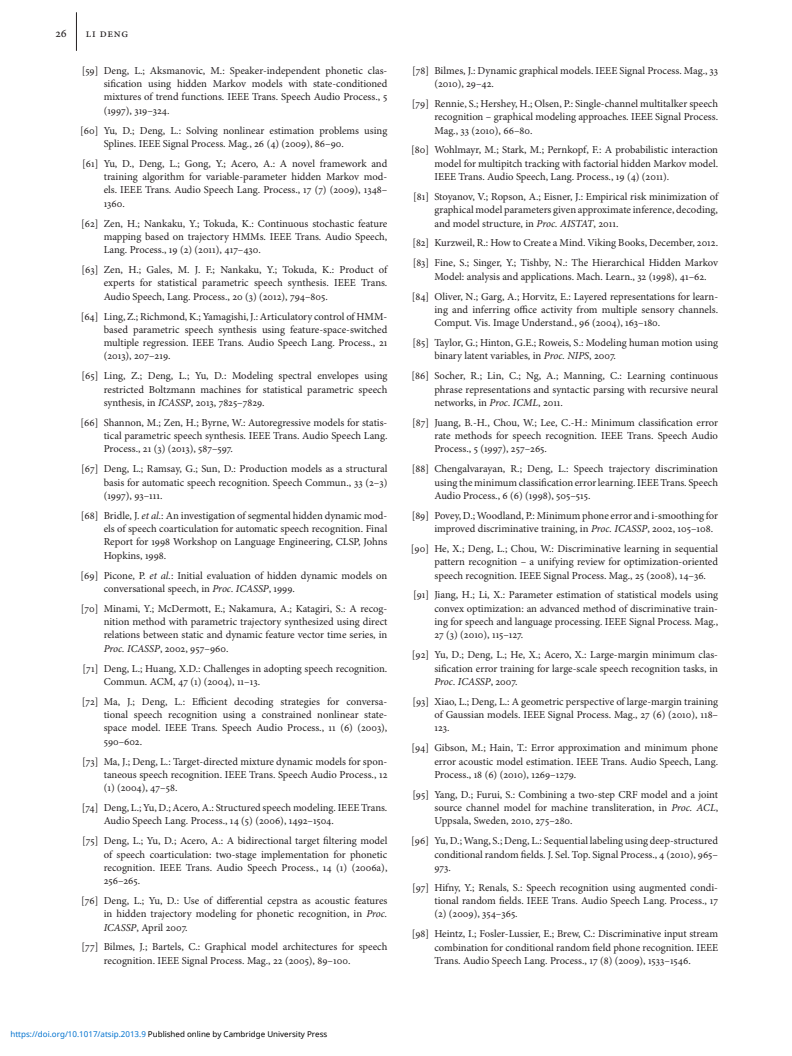 26 LI DENG
[59] Deng, L.; Aksmanovic, M.: Speaker-independent phonetic clas-
sification using hidden Markov models with state-conditioned
mixtures of trend functions. IEEE Trans. Speech Audio Process., 5
(1997), 319–324.
[60] Yu, D.; Deng, L.: Solving nonlinear estimation problems using
Splines. IEEE Signal Process. Mag., 26 (4) (2009), 86–90.
[61] Yu, D., Deng, L.; Gong, Y.; Acero, A.: A novel framework and
training algorithm for variable-parameter hidden Markov mod-
els. IEEE Trans. Audio Speech Lang. Process., 17 (7) (2009), 1348–
1360.
[62] Zen, H.; Nankaku, Y.; Tokuda, K.: Continuous stochastic feature
mapping based on trajectory HMMs. IEEE Trans. Audio Speech,
Lang. Process., 19 (2) (2011), 417–430.
[63] Zen, H.; Gales, M. J. F.; Nankaku, Y.; Tokuda, K.: Product of
experts for statistical parametric speech synthesis. IEEE Trans.
Audio Speech, Lang. Process., 20 (3) (2012), 794–805.
[64] Ling, Z.; Richmond, K.; Yamagishi, J.: Articulatory control of HMM-
based parametric speech synthesis using feature-space-switched
multiple regression. IEEE Trans. Audio Speech Lang. Process., 21
(2013), 207–219.
[65] Ling, Z.; Deng, L.; Yu, D.: Modeling spectral envelopes using
restricted Boltzmann machines for statistical parametric speech
synthesis, in ICASSP, 2013, 7825–7829.
[66] Shannon, M.; Zen, H.; Byrne, W.: Autoregressive models for statis-
tical parametric speech synthesis. IEEE Trans. Audio Speech Lang.
Process., 21 (3) (2013), 587–597.
[67] Deng, L.; Ramsay, G.; Sun, D.: Production models as a structural
basis for automatic speech recognition. Speech Commun., 33 (2–3)
(1997), 93–111.
[68] Bridle, J. et al.: An investigation of segmental hidden dynamic mod-
els of speech coarticulation for automatic speech recognition. Final
Report for 1998 Workshop on Language Engineering, CLSP, Johns
Hopkins, 1998.
[69] Picone, P. et al.: Initial evaluation of hidden dynamic models on
conversational speech, in Proc. ICASSP, 1999.
[70] Minami, Y.; McDermott, E.; Nakamura, A.; Katagiri, S.: A recog-
nition method with parametric trajectory synthesized using direct
relations between static and dynamic feature vector time series, in
Proc. ICASSP, 2002, 957–960.
[71] Deng, L.; Huang, X.D.: Challenges in adopting speech recognition.
Commun. ACM, 47 (1) (2004), 11–13.
[72] Ma, J.; Deng, L.: Efficient decoding strategies for conversa-
tional speech recognition using a constrained nonlinear state-
space model. IEEE Trans. Speech Audio Process., 11 (6) (2003),
590–602.
[73] Ma, J.; Deng, L.: Target-directed mixture dynamic models for spon-
taneous speech recognition. IEEE Trans. Speech Audio Process., 12
(1) (2004), 47–58.
[74] Deng, L.; Yu, D.; Acero, A.: Structured speech modeling. IEEE Trans.
Audio Speech Process., 14 (5) (2006), 1492–1504.
[75] Deng, L.; Yu, D.; Acero, A.: A bidirectional target filtering model
of speech coarticulation: two-stage implementation for phonetic
recognition. IEEE Trans. Audio Speech Process., 14 (1) (2006a),
256–265.
[76] Deng, L.; Yu, D.: Use of differential cepstra as acoustic features
in hidden trajectory modeling for phonetic recognition, in Proc.
ICASSP, April 2007.
[77] Bilmes, J.; Bartels, C.: Graphical model architectures for speech
recognition. IEEE Signal Process. Mag., 22 (2005), 89–100.
[78] Bilmes, J.: Dynamic graphical models. IEEE Signal Process. Mag., 33
(2010), 29–42.
[79] Rennie, S.; Hershey, H.; Olsen, P.: Single-channel multitalker speech
recognition – graphical modeling approaches. IEEE Signal Process.
Mag., 33 (2010), 66–80.
[80] Wohlmayr, M.; Stark, M.; Pernkopf, F.: A probabilistic interaction
model for multipitch tracking with factorial hidden Markov model.
IEEE Trans. Audio Speech, Lang. Process., 19 (4) (2011).
[81] Stoyanov, V.; Ropson, A.; Eisner, J.: Empirical risk minimization of
graphical model parameters given approximate inference, decoding,
and model structure, in Proc. AISTAT, 2011.
[82] Kurzweil, R.: How to Create a Mind. Viking Books, December, 2012.
[83] Fine, S.; Singer, Y.; Tishby, N.: The Hierarchical Hidden Markov
Model: analysis and applications. Mach. Learn., 32 (1998), 41–62.
[84] Oliver, N.; Garg, A.; Horvitz, E.: Layered representations for learn-
ing and inferring office activity from multiple sensory channels.
Comput. Vis. Image Understand., 96 (2004), 163–180.
[85] Taylor, G.; Hinton, G.E.; Roweis, S.: Modeling human motion using
binary latent variables, in Proc. NIPS, 2007.
[86] Socher, R.; Lin, C.; Ng, A.; Manning, C.: Learning continuous
phrase representations and syntactic parsing with recursive neural
networks, in Proc. ICML, 2011.
[87] Juang, B.-H., Chou, W.; Lee, C.-H.: Minimum classification error
rate methods for speech recognition. IEEE Trans. Speech Audio
Process., 5 (1997), 257–265.
[88] Chengalvarayan, R.; Deng, L.: Speech trajectory discrimination
using the minimum classification error learning. IEEE Trans. Speech
Audio Process., 6 (6) (1998), 505–515.
[89] Povey, D.; Woodland, P.: Minimum phone error and i-smoothing for
improved discriminative training, in Proc. ICASSP, 2002, 105–108.
[90] He, X.; Deng, L.; Chou, W.: Discriminative learning in sequential
pattern recognition – a unifying review for optimization-oriented
speech recognition. IEEE Signal Process. Mag., 25 (2008), 14–36.
[91] Jiang, H.; Li, X.: Parameter estimation of statistical models using
convex optimization: an advanced method of discriminative train-
ing for speech and language processing. IEEE Signal Process. Mag.,
27 (3) (2010), 115–127.
[92] Yu, D.; Deng, L.; He, X.; Acero, X.: Large-margin minimum clas-
sification error training for large-scale speech recognition tasks, in
Proc. ICASSP, 2007.
[93] Xiao, L.; Deng, L.: A geometric perspective of large-margin training
of Gaussian models. IEEE Signal Process. Mag., 27 (6) (2010), 118–
123.
[94] Gibson, M.; Hain, T.: Error approximation and minimum phone
error acoustic model estimation. IEEE Trans. Audio Speech, Lang.
Process., 18 (6) (2010), 1269–1279.
[95] Yang, D.; Furui, S.: Combining a two-step CRF model and a joint
source channel model for machine transliteration, in Proc. ACL,
Uppsala, Sweden, 2010, 275–280.
[96] Yu, D.; Wang, S.; Deng, L.: Sequential labeling using deep-structured
conditional random fields. J. Sel. Top. Signal Process., 4 (2010), 965–
973.
[97] Hifny, Y.; Renals, S.: Speech recognition using augmented condi-
tional random fields. IEEE Trans. Audio Speech Lang. Process., 17
(2) (2009), 354–365.
[98] Heintz, I.; Fosler-Lussier, E.; Brew, C.: Discriminative input stream
combination for conditional random field phone recognition. IEEE
Trans. Audio Speech Lang. Process., 17 (8) (2009), 1533–1546.
https://doi.org/10.1017/atsip.2013.9 Published online by Cambridge University Press